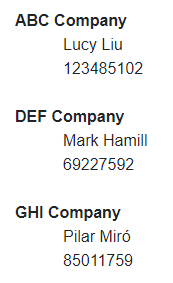 ABC Company
Lucy Liu
123485102
DEF Company
Mark Hamill
69227592
GHI Company
Pilar Miró
85011759